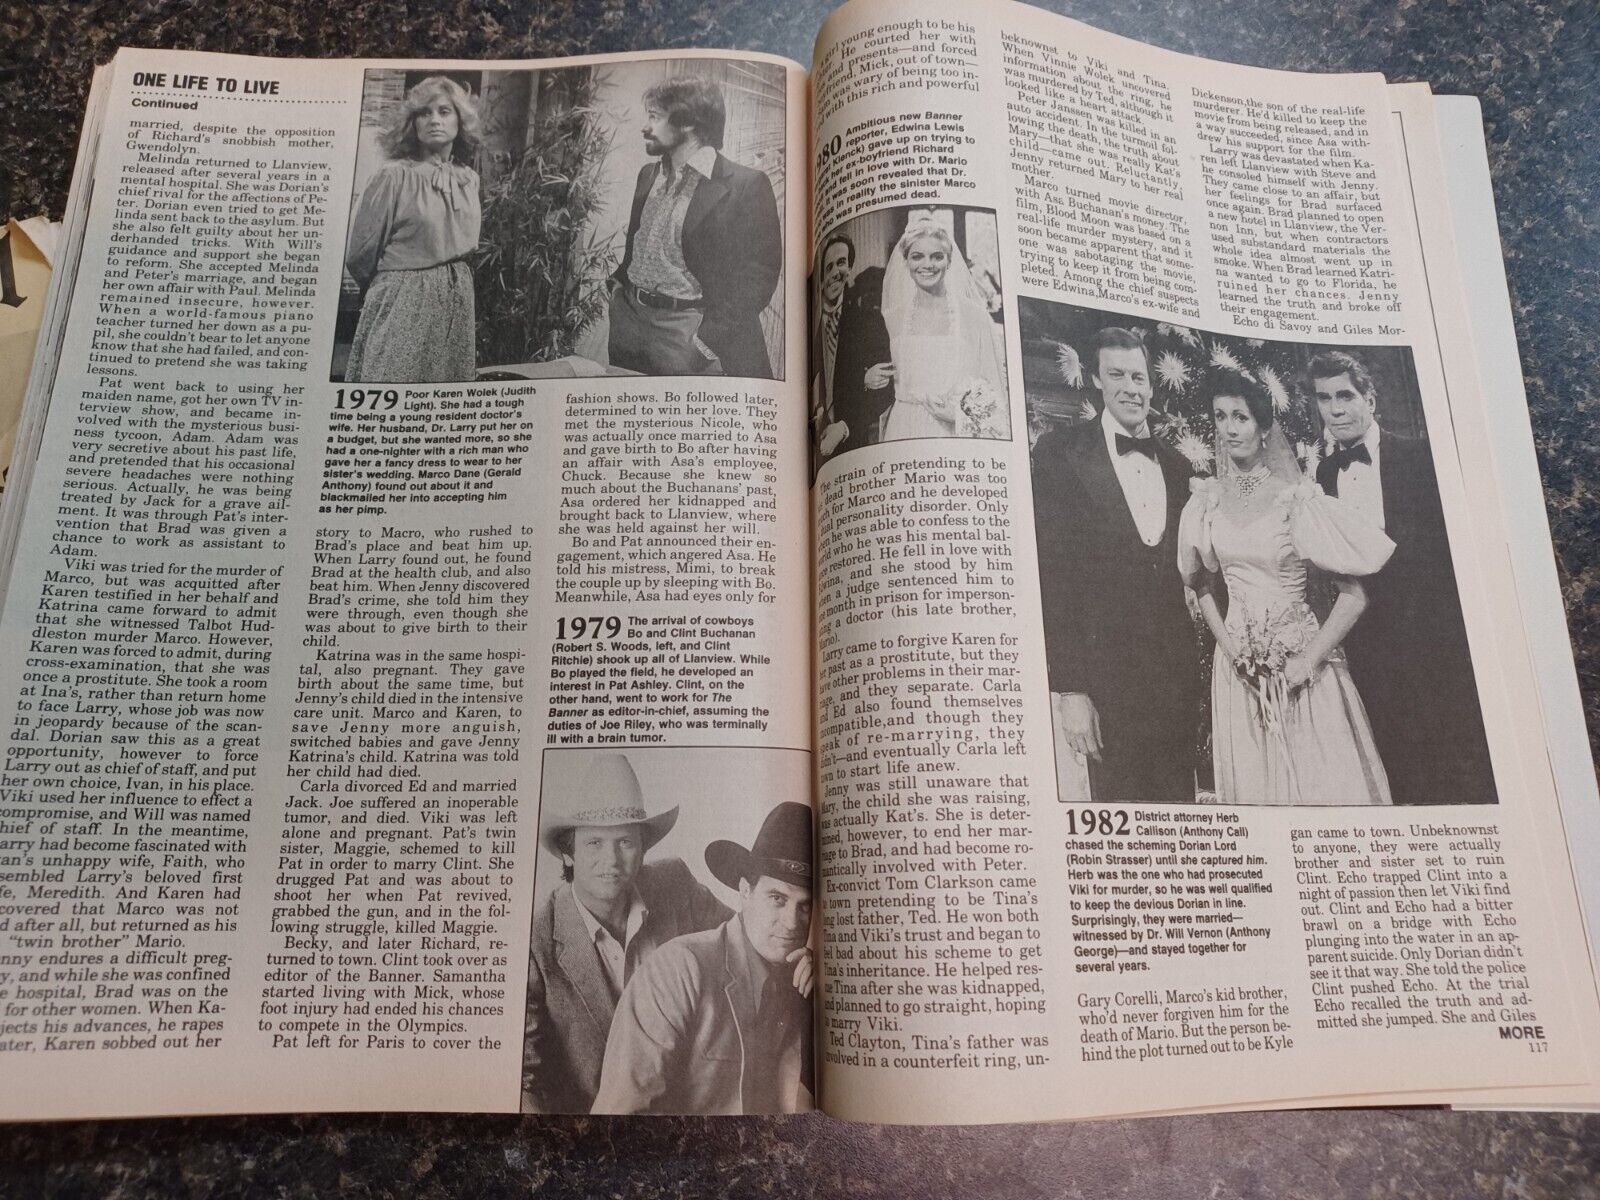 ONE LIFE TO LIVE
Continued
married, despite the opposition
of Richard's snobbish mother,
Gwendolyn.
Melinda returned to Llanview,
released after several years in a
mental hospital. She was Dorian's
chief rival for the affections of Pe-
ter. Dorian even tried to get Me-
linda sent back to the asylum. But
she also felt guilty about her un-
derhanded tricks. With Will's
guidance and support she began
to reform. She accepted Melinda
and Peter's marriage, and began
her own affair with Paul. Melinda
remained insecure, however.
When a world-famous piano
teacher turned her down as a pu-
pil, she couldn't bear to let anyone
know that she had failed, and con-
tinued to pretend she was taking
lessons.
Pat went back to using her
maiden name, got her own TV in-
terview show, and became in-
volved with the mysterious busi-
ness tycoon, Adam. Adam was
very secretive about his past life,
and pretended that his occasional
severe headaches were nothing
serious. Actually, he was being
treated by Jack for a grave ail-
ment. It was through Pat's inter-
vention that Brad was given a
chance to work as assistant to
Adam.
Viki was tried for the murder of
Marco, but was acquitted after
Karen testified in her behalf and
Katrina came forward to admit
that she witnessed Talbot Hud-
dleston murder Marco. However,
Karen was forced to admit, during
cross-examination, that she was
once a prostitute. She took a room
at Ina's, rather than return home
to face Larry, whose job was now
in jeopardy because of the scan-
dal. Dorian saw this as a great
opportunity, however to force
Larry out as chief of staff, and put
her own choice, Ivan, in his place.
Viki used her influence to effect a
compromise, and Will was named
hief of staff. In the meantime,
arry had become fascinated with
an's unhappy wife, Faith, who
sembled Larry's beloved first
fe, Meredith. And Karen had
covered that Marco was not
d after all, but returned as his
"twin brother" Mario.
nny endures a difficult preg-
y, and while she was confined
e hospital, Brad was on the
for other women. When Ka-
jects his advances, he rapes
ater, Karen sobbed out her
1979 Poor Karen Wolek (Judith
Light). She had a tough
time being a young resident doctor's
wife. Her husband, Dr. Larry put her on
a budget, but she wanted more, so she
had a one-nighter with a rich man who
gave her a fancy dress to wear to her
sister's wedding. Marco Dane (Gerald
Anthony) found out about it and
blackmailed her into accepting him
as her pimp.
story to Macro, who rushed to
Brad's place and beat him up.
When Larry found out, he found
Brad at the health club, and also
beat him. When Jenny discovered
Brad's crime, she told him they
were through, even though she
was about to give birth to their
child.
Katrina was in the same hospi-
tal, also pregnant. They gave
birth about the same time, but
Jenny's child died in the intensive
care unit. Marco and Karen, to
save Jenny more anguish,
switched babies and gave Jenny
Katrina's child. Katrina was told
her child had died.
Carla divorced Ed and married
Jack. Joe suffered an inoperable
tumor, and died. Viki was left
alone and pregnant. Pat's twin
sister, Maggie, schemed to kill
Pat in order to marry Clint. She
drugged Pat and was about to
shoot her when Pat revived,
grabbed the gun, and in the fol-
lowing struggle, killed Maggie.
Becky, and later Richard, re-
turned to town. Clint took over as
editor of the Banner. Samantha
started living with Mick, whose
foot injury had ended his chances
to compete in the Olympics.
Pat left for Paris to cover the
fashion shows. Bo followed later,
determined to win her love. They
met the mysterious Nicole, who
was actually once married to Asa
and gave birth to Bo after having
an affair with Asa's employee,
Chuck. Because she knew so
much about the Buchanans' past,
Asa ordered her kidnapped and
brought back to Llanview, where
she was held against her will.
Bo and Pat announced their en-
gagement, which angered Asa. He
told his mistress, Mimi, to break
the couple up by sleeping with Bo.
Meanwhile, Asa had eyes only for
1979 The arrival of cowboys
Bo and Clint Buchanan
(Robert S. Woods, left, and Clint
Ritchie) shook up all of Llanview. While
Bo played the field, he developed an
interest in Pat Ashley. Clint, on the
other hand, went to work for The
Banner as editor-in-chief, assuming the
duties of Joe Riley, who was terminally
ill with a brain tumor.
girl young enough to be his
He courted her with
and presents—and forced
friend, Mick, out of town—
was wary of being too in-
with this rich and powerful
80 Ambitious new Banner
reporter, Edwina Lewis
Klenck) gave up on trying to
her ex-boyfriend Richard
and fell in love with Dr. Mario
It was soon revealed that Dr.
was in reality the sinister Marco
who was presumed dead.
The strain of pretending to be
dead brother Mario was too
much for Marco and he developed
dual personality disorder. Only
when he was able to confess to the
world who he was his mental bal-
restored. He fell in love with
Edwina, and she stood by him
when a judge sentenced him to
month in prison for imperson-
ating a doctor (his late brother,
Mario).
Larry came to forgive Karen for
her past as a prostitute, but they
have other problems in their mar-
riage, and they separate. Carla
and Ed also found themselves
incompatible,and though they
speak of re-marrying, they
didn't—and eventually Carla left
town to start life anew.
Jenny was still unaware that
Mary, the child she was raising,
was actually Kat's. She is deter-
mined, however, to end her mar-
riage to Brad, and had become ro-
mantically involved with Peter.
Ex-convict Tom Clarkson came
to town pretending to be Tina's
long lost father, Ted. He won both
Tina and Viki's trust and began to
feel bad about his scheme to get
Tina's inheritance. He helped res-
cue Tina after she was kidnapped,
and planned to go straight, hoping
to marry Viki.
Ted Clayton, Tina's father was
involved in a counterfeit ring, un-
beknownst to Viki and Tina.
When Vinnie Wolek uncovered
information about the ring, he
was murdered by Ted, although it
looked like a heart attack.
Peter Janssen was killed in an
auto accident. In the turmoil fol-
lowing the death, the truth about
Mary—that she was really Kat's
child—came out. Reluctantly,
Jenny returned Mary to her real
mother.
Marco turned movie director,
with Asa Buchanan's money. The
film, Blood Moon, was based on a
real-life murder mystery, and it
soon became apparent that some-
one was sabotaging the movie,
trying to keep it from being com-
pleted. Among the chief suspects
were Edwina,Marco's ex-wife and
1982 District attorney Herb
Callison (Anthony Call)
chased the scheming Dorian Lord
(Robin Strasser) until she captured him.
Herb was the one who had prosecuted
Viki for murder, so he was well qualified
to keep the devious Dorian in line.
Surprisingly, they were married—
witnessed by Dr. Will Vernon (Anthony
George)—and stayed together for
several years.
Gary Corelli, Marco's kid brother,
who'd never forgiven him for the
death of Mario. But the person be-
hind the plot turned out to be Kyle
Dickenson,the son of the real-life
murderer. He'd killed to keep the
movie from being released, and in
a way succeeded, since Asa with-
drew his support for the film.
Larry was devastated when Ka-
ren left Llanview with Steve and
he consoled himself with Jenny.
They came close to an affair, but
her feelings for Brad surfaced
once again. Brad planned to open
a new hotel in Llanview, the Ver-
non Inn, but when contractors
used substandard materials the
whole idea almost went up in
smoke. When Brad learned Katri-
na wanted to go to Florida, he
ruined her chances. Jenny
learned the truth and broke off
their engagement.
Echo di Savoy and Giles Mor-
gan came to town. Unbeknownst
to anyone, they were actually
brother and sister set to ruin
Clint. Echo trapped Clint into a
night of passion then let Viki find
out. Clint and Echo had a bitter
brawl on a bridge with Echo
plunging into the water in an ap-
parent suicide. Only Dorian didn't
see it that way. She told the police
Clint pushed Echo. At the trial
Echo recalled the truth and ad-
mitted she jumped. She and Giles
MORE
117